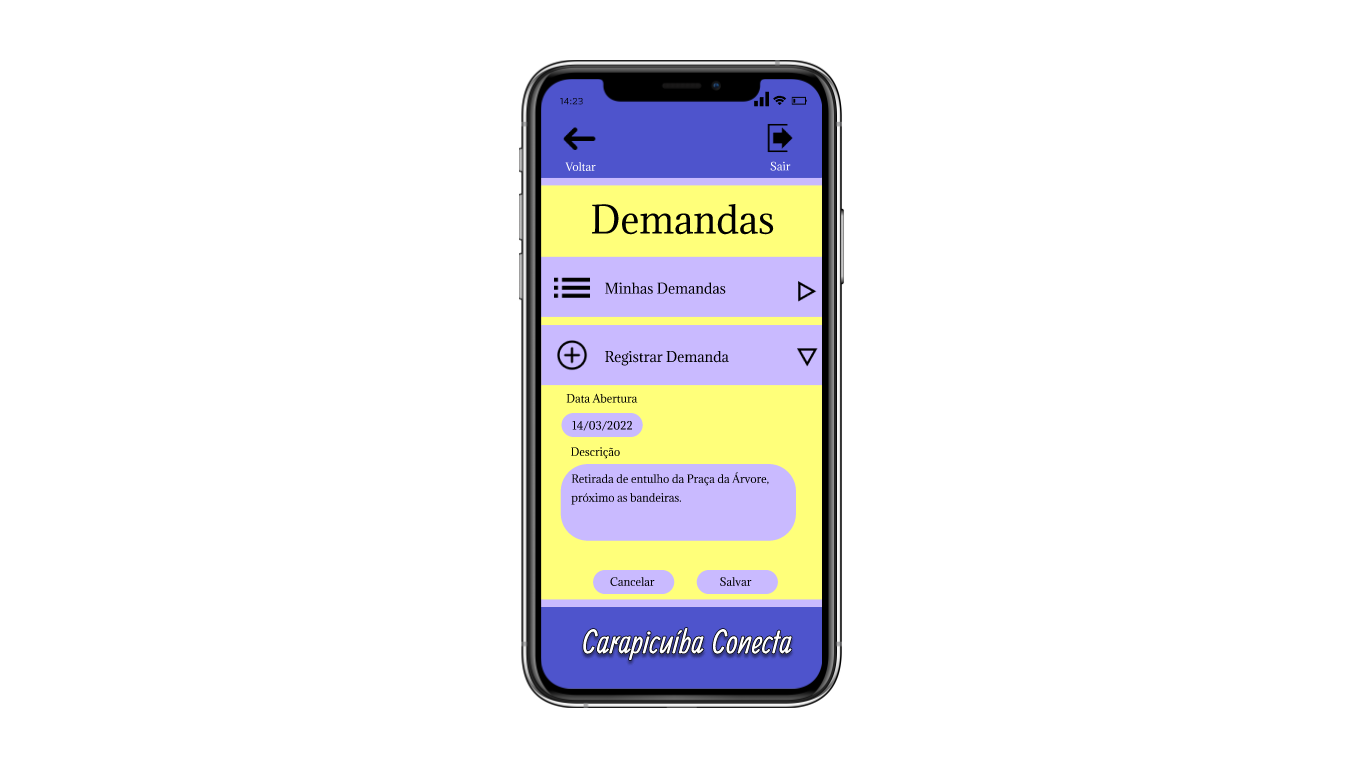 14:23
Voltar
Sair
Demandas
Minhas Demandas
Registrar Demanda
Data Abertura
14/03/2022
Descrição
Retirada de entulho da Praça da Árvore,
próximo as bandeiras.
Cancelar
Salvar
Carapicuíba Conecta